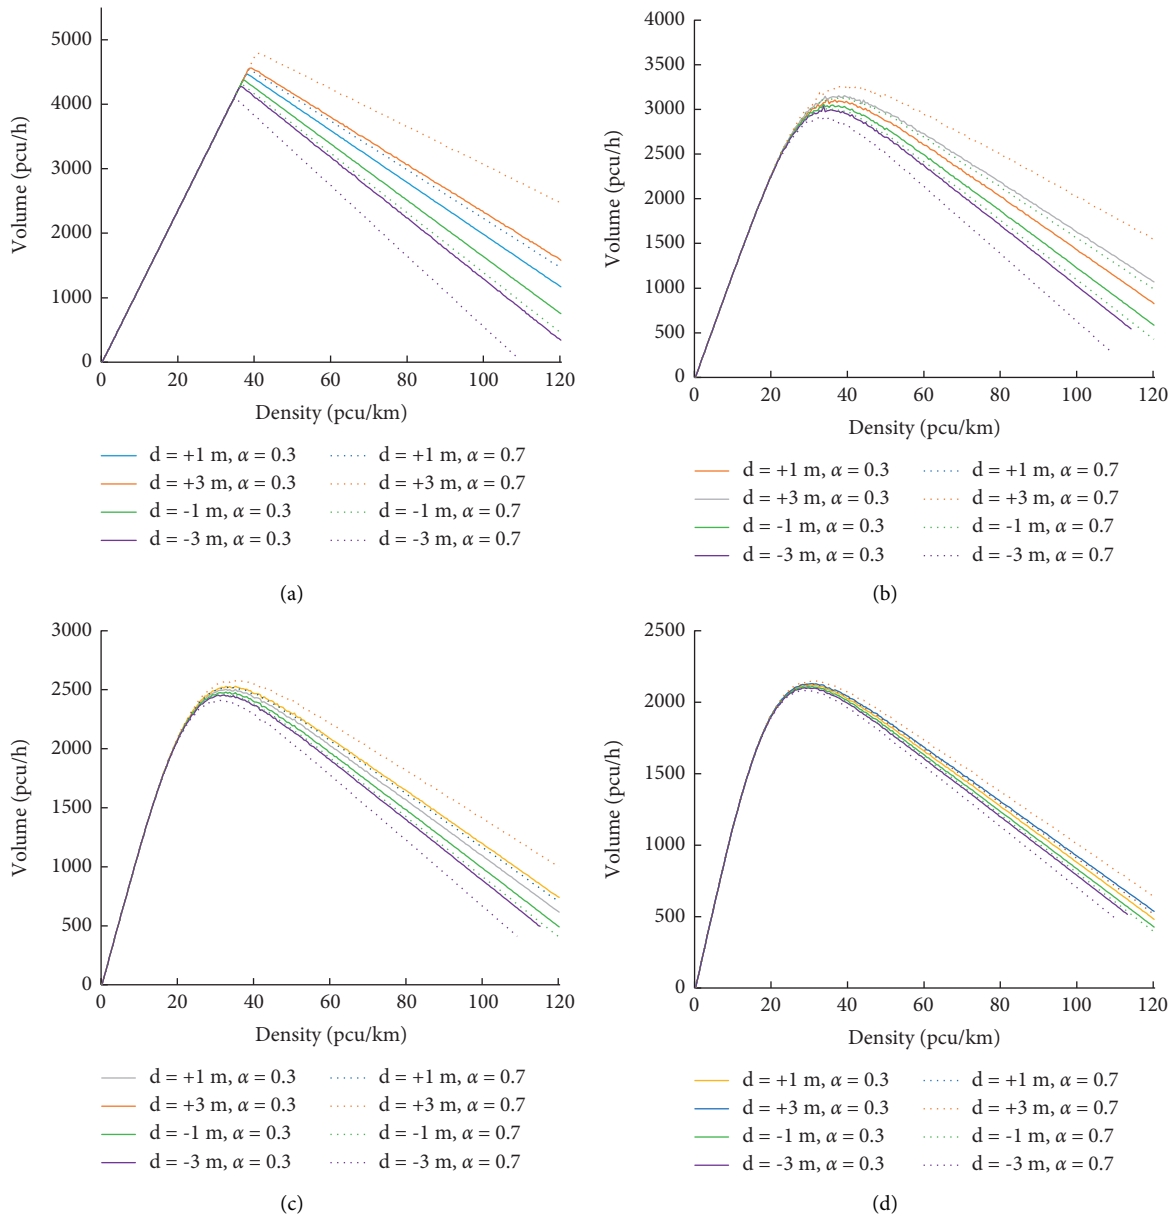 5000
4000
3000
2000
1000
0
Volume (pcu/h)
0 20 40 60 80 100 120
Density (pcu/km)
d = +1 m, α = 0.3 d = +1 m, α = 0.7
d = +3 m, α = 0.3 d = +3 m, α = 0.7
d = -1 m, α = 0.3 d = -1 m, α = 0.7
d = -3 m, α = 0.3 d = -3 m, α = 0.7
(a)
4000
3500
3000
2500
2000
1500
1000
500
0
Volume (pcu/h)
0 20 40 60 80 100 120
Density (pcu/km)
d = +1 m, α = 0.3 d = +1 m, α = 0.7
d = +3 m, α = 0.3 d = +3 m, α = 0.7
d = -1 m, α = 0.3 d = -1 m, α = 0.7
d = -3 m, α = 0.3 d = -3 m, α = 0.7
(b)
3000
2500
2000
1500
1000
500
0
Volume (pcu/h)
0 20 40 60 80 100 120
Density (pcu/km)
d = +1 m, α = 0.3 d = +1 m, α = 0.7
d = +3 m, α = 0.3 d = +3 m, α = 0.7
d = -1 m, α = 0.3 d = -1 m, α = 0.7
d = -3 m, α = 0.3 d = -3 m, α = 0.7
(c)
2500
2000
1500
1000
500
0
Volume (pcu/h)
0 20 40 60 80 100 120
Density (pcu/km)
d = +1 m, α = 0.3 d = +1 m, α = 0.7
d = +3 m, α = 0.3 d = +3 m, α = 0.7
d = -1 m, α = 0.3 d = -1 m, α = 0.7
d = -3 m, α = 0.3 d = -3 m, α = 0.7
(d)